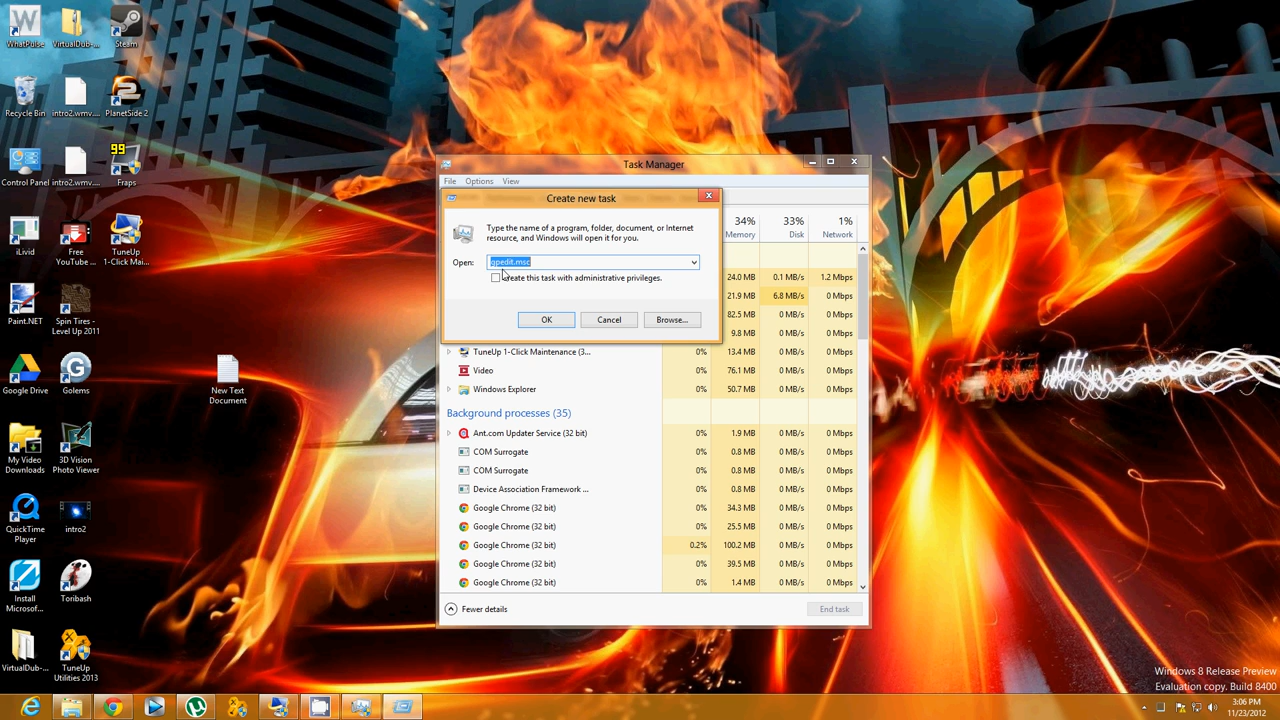 WhatPulse
VirtualDub-...
Steam
Recycle Bin
intro2.wmv....
PlanetSide 2
Control Panel
intro2.wmv....
99
Fraps
iLivid
Free YouTube ...
TuneUp 1-Click Mai...
Paint.NET
Spin Tires - Level Up 2011
Google Drive
Golems
New Text Document
My Video Downloads
3D Vision Photo Viewer
QuickTime Player
intro2
Install Microsof...
Toribash
VirtualDub-...
TuneUp Utilities 2013
Task Manager
File Options View
Create new task
Type the name of a program, folder, document, or Internet
resource, and Windows will open it for you.
Open: gpedit.msc
Create this task with administrative privileges.
OK Cancel Browse...
34% 33% 1%
Memory Disk Network
24.0 MB 0.1 MB/s 1.2 Mbps
21.9 MB 6.8 MB/s 0 Mbps
82.5 MB 0 MB/s 0 Mbps
9.8 MB 0 MB/s 0 Mbps
TuneUp 1-Click Maintenance (3... 0% 13.4 MB 0 MB/s 0 Mbps
Video 0% 76.1 MB 0 MB/s 0 Mbps
Windows Explorer 0% 50.7 MB 0 MB/s 0 Mbps
Background processes (35)
Ant.com Updater Service (32 bit) 0% 1.9 MB 0 MB/s 0 Mbps
COM Surrogate 0% 0.8 MB 0 MB/s 0 Mbps
COM Surrogate 0% 0.8 MB 0 MB/s 0 Mbps
Device Association Framework ... 0% 0.8 MB 0 MB/s 0 Mbps
Google Chrome (32 bit) 0% 34.3 MB 0 MB/s 0 Mbps
Google Chrome (32 bit) 0% 25.5 MB 0 MB/s 0 Mbps
Google Chrome (32 bit) 0.2% 100.2 MB 0 MB/s 0 Mbps
Google Chrome (32 bit) 0% 39.5 MB 0 MB/s 0 Mbps
Google Chrome (32 bit) 0% 1.4 MB 0 MB/s 0 Mbps
Fewer details End task
Windows 8 Release Preview
Evaluation copy. Build 8400
3:06 PM
11/23/2012